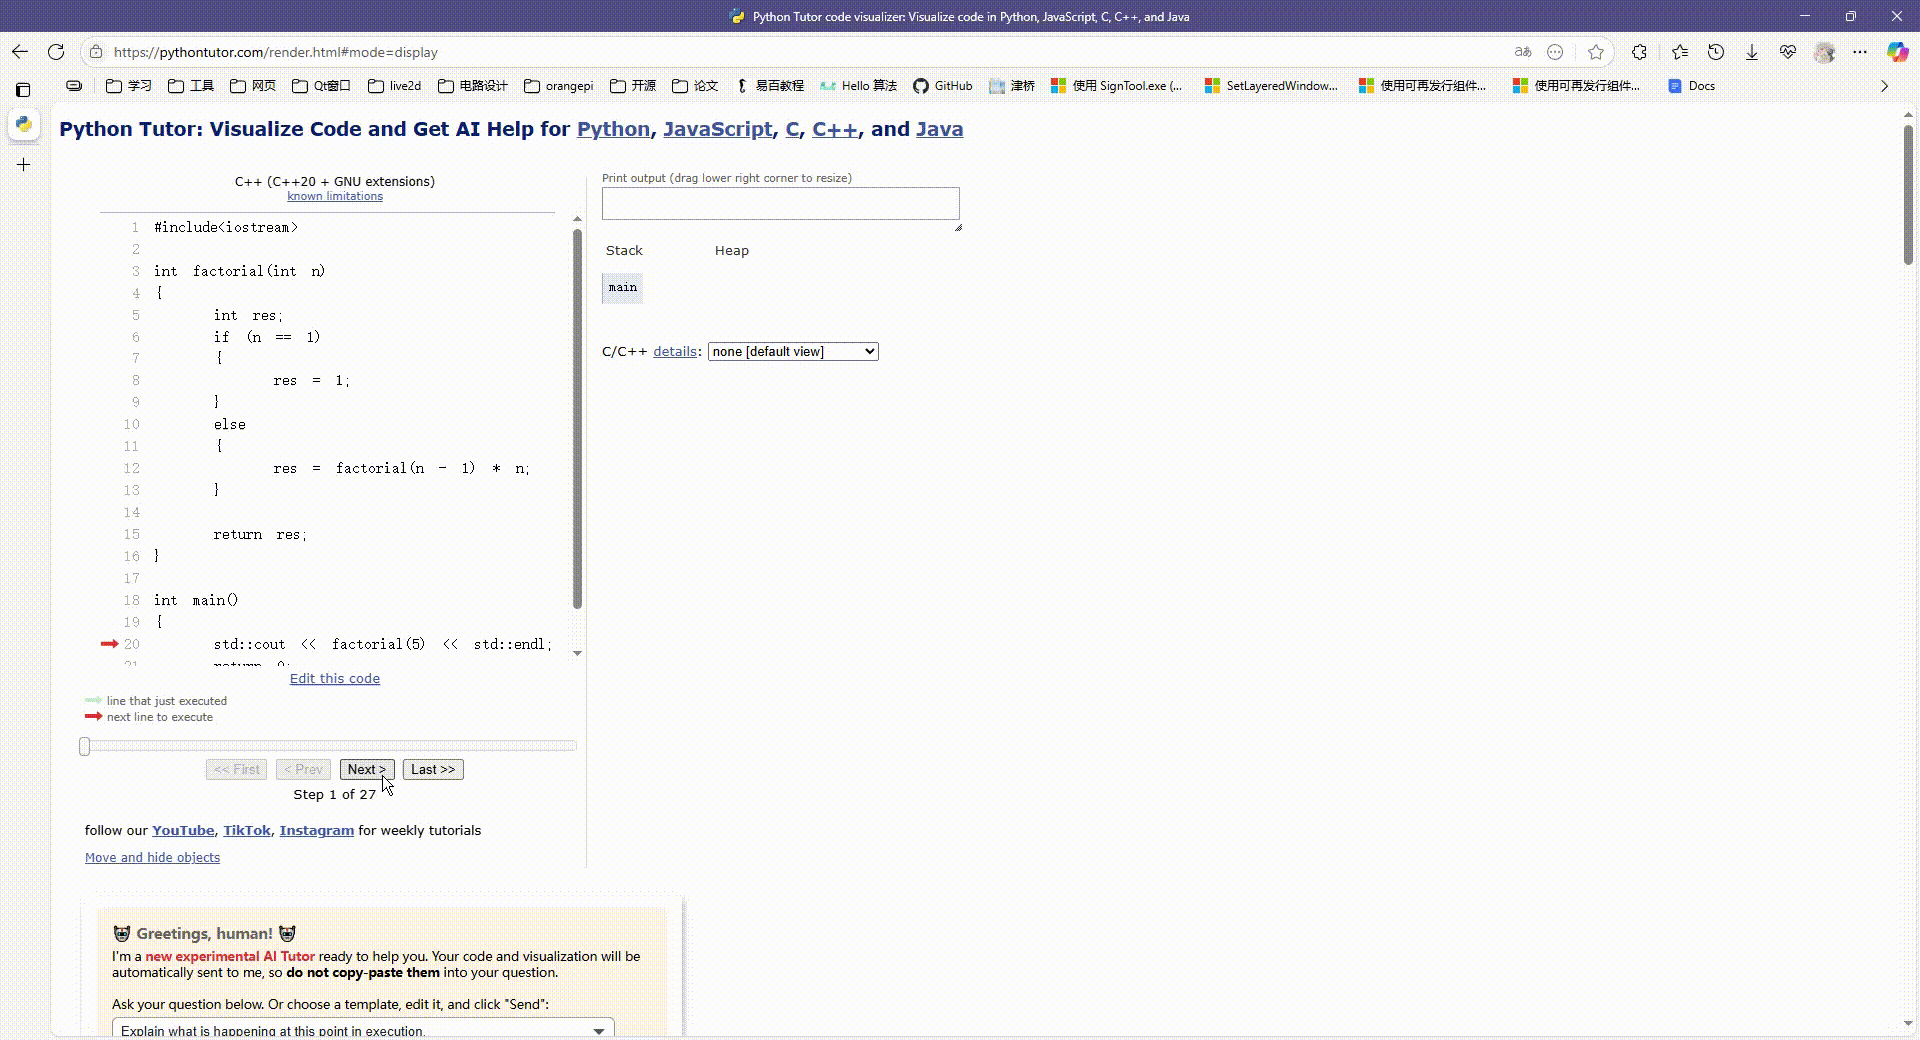 Python Tutor code visualizer: Visualize code in Python, JavaScript, C, C++, and Java
https://pythontutor.com/render.html#mode=display
学习 工具 网页 Qt窗口 live2d 电路设计 orangepi 开源 论文 易百教程 Hello 算法 GitHub 津桥 使用 SignTool.exe (... SetLayeredWindow... 使用可再发行组件... 使用可再发行组件... Docs
Python Tutor: Visualize Code and Get AI Help for Python, JavaScript, C, C++, and Java
C++ (C++20 + GNU extensions)
known limitations
1 #include<iostream>
2
3 int factorial(int n)
4 {
5 int res;
6 if (n == 1)
7 {
8 res = 1;
9 }
10 else
11 {
12 res = factorial(n - 1) * n;
13 }
14
15 return res;
16 }
17
18 int main()
19 {
20 std::cout << factorial(5) << std::endl;
21 return 0;
Edit this code
line that just executed
next line to execute
<< First < Prev Next > Last >>
Step 1 of 27
follow our YouTube, TikTok, Instagram for weekly tutorials
Move and hide objects
Print output (drag lower right corner to resize)
Stack Heap
main
C/C++ details: none [default view]
Greetings, human!
I'm a new experimental AI Tutor ready to help you. Your code and visualization will be
automatically sent to me, so do not copy-paste them into your question.
Ask your question below. Or choose a template, edit it, and click "Send":
Explain what is happening at this point in execution.